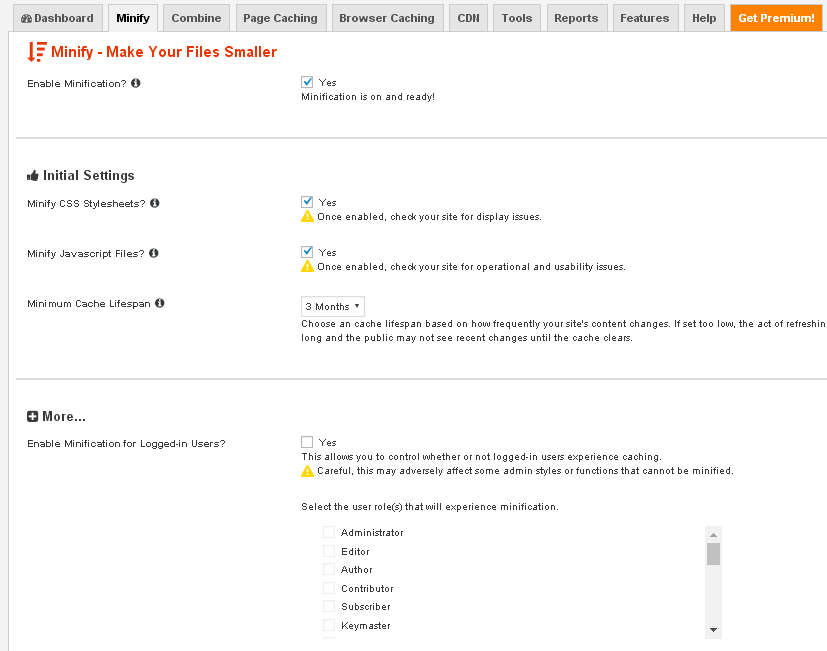 Dashboard
Minify
Combine
Page Caching
Browser Caching
CDN
Tools
Reports
Features
Help
Get Premium!
Minify - Make Your Files Smaller
Enable Minification?
Yes
Minification is on and ready!
Initial Settings
Minify CSS Stylesheets?
Yes
Once enabled, check your site for display issues.
Minify Javascript Files?
Yes
Once enabled, check your site for operational and usability issues.
Minimum Cache Lifespan
3 Months
Choose an cache lifespan based on how frequently your site's content changes. If set too low, the act of refreshin
long and the public may not see recent changes until the cache clears.
More...
Enable Minification for Logged-in Users?
Yes
This allows you to control whether or not logged-in users experience caching.
Careful, this may adversely affect some admin styles or functions that cannot be minified.
Select the user role(s) that will experience minification.
Administrator
Editor
Author
Contributor
Subscriber
Keymaster